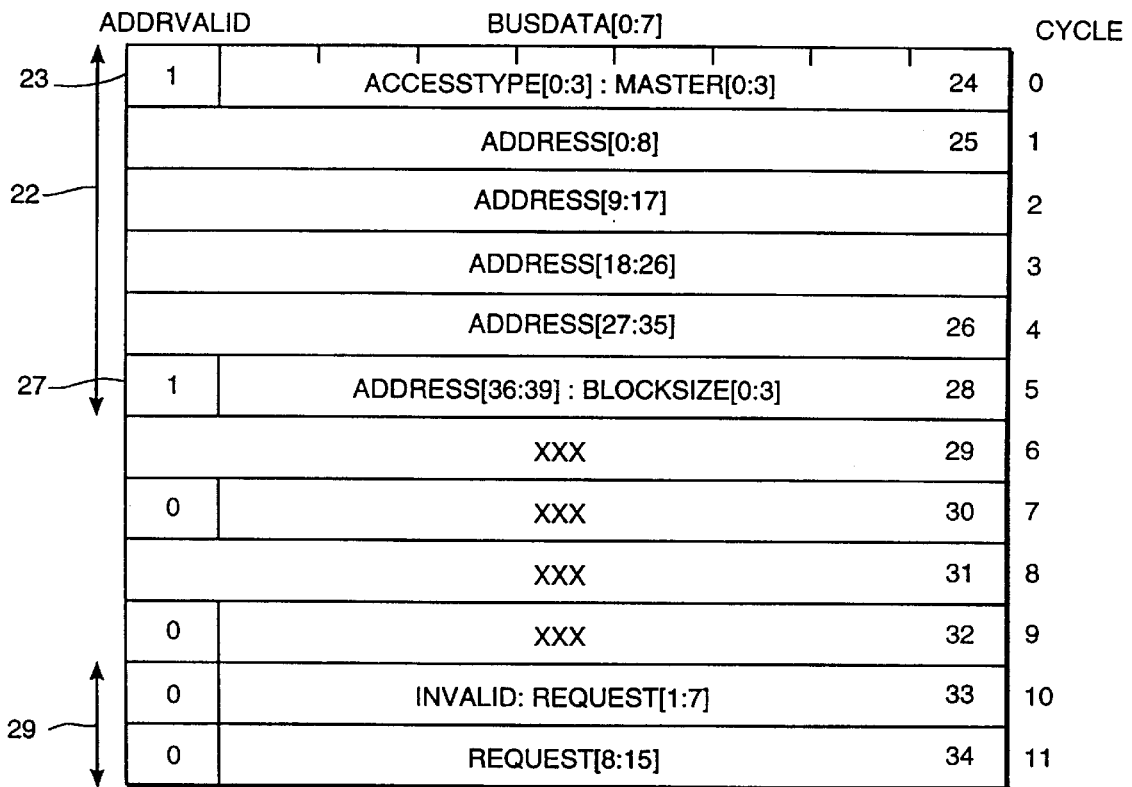 ADDRVALID BUSDATA[0:7] CYCLE
23 1 ACCESSTYPE[0:3] : MASTER[0:3] 24 0
ADDRESS[0:8] 25 1
22 ADDRESS[9:17] 2
ADDRESS[18:26] 3
ADDRESS[27:35] 26 4
27 1 ADDRESS[36:39] : BLOCKSIZE[0:3] 28 5
XXX 29 6
0 XXX 30 7
XXX 31 8
0 XXX 32 9
0 INVALID: REQUEST[1:7] 33 10
29 0 REQUEST[8:15] 34 11